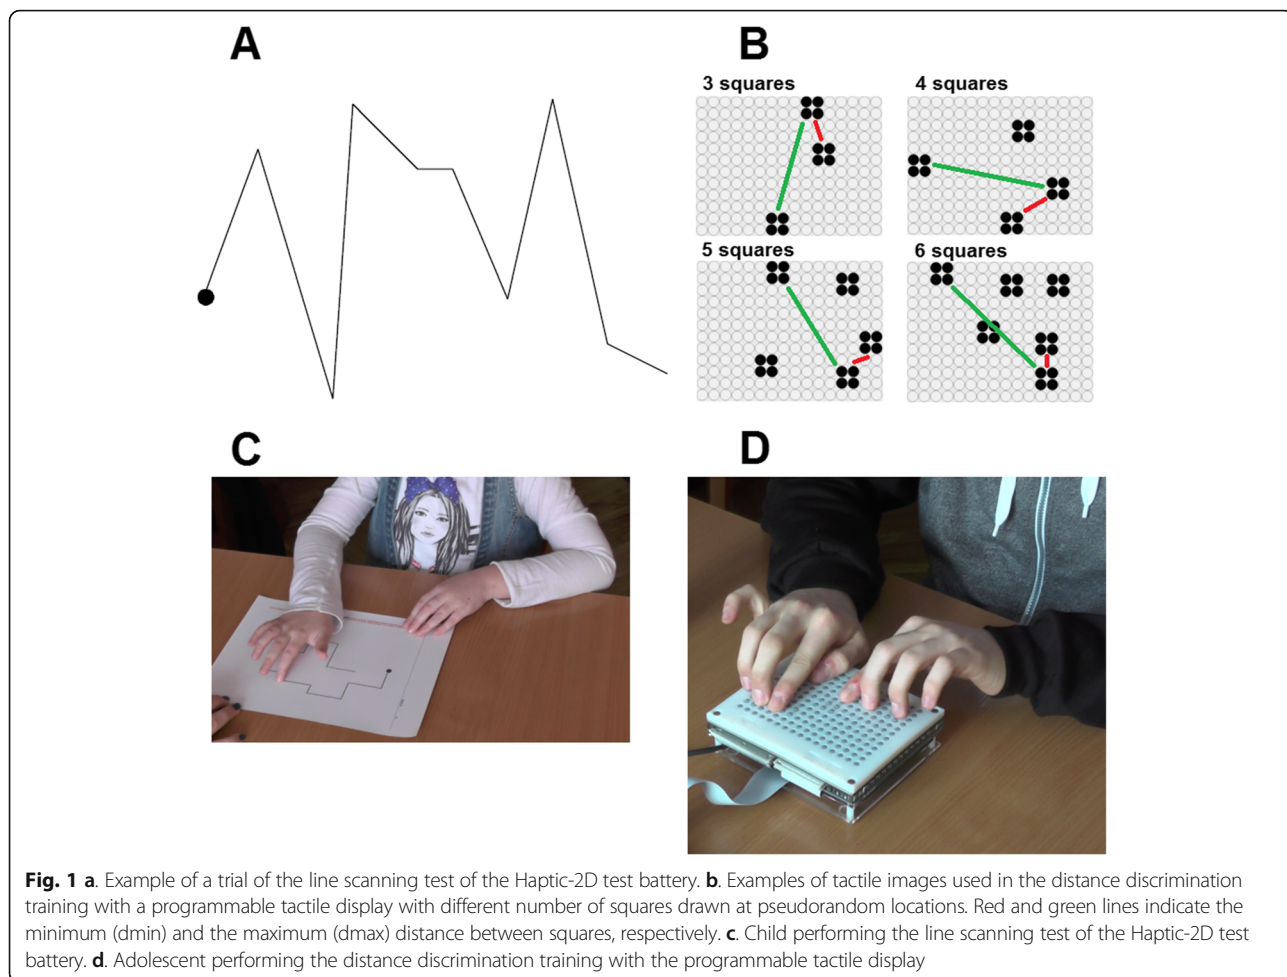 A
B
3 squares
4 squares
5 squares
6 squares
C
D
Fig. 1 a. Example of a trial of the line scanning test of the Haptic-2D test battery. b. Examples of tactile images used in the distance discrimination
training with a programmable tactile display with different number of squares drawn at pseudorandom locations. Red and green lines indicate the
minimum (dmin) and the maximum (dmax) distance between squares, respectively. c. Child performing the line scanning test of the Haptic-2D test
battery. d. Adolescent performing the distance discrimination training with the programmable tactile display